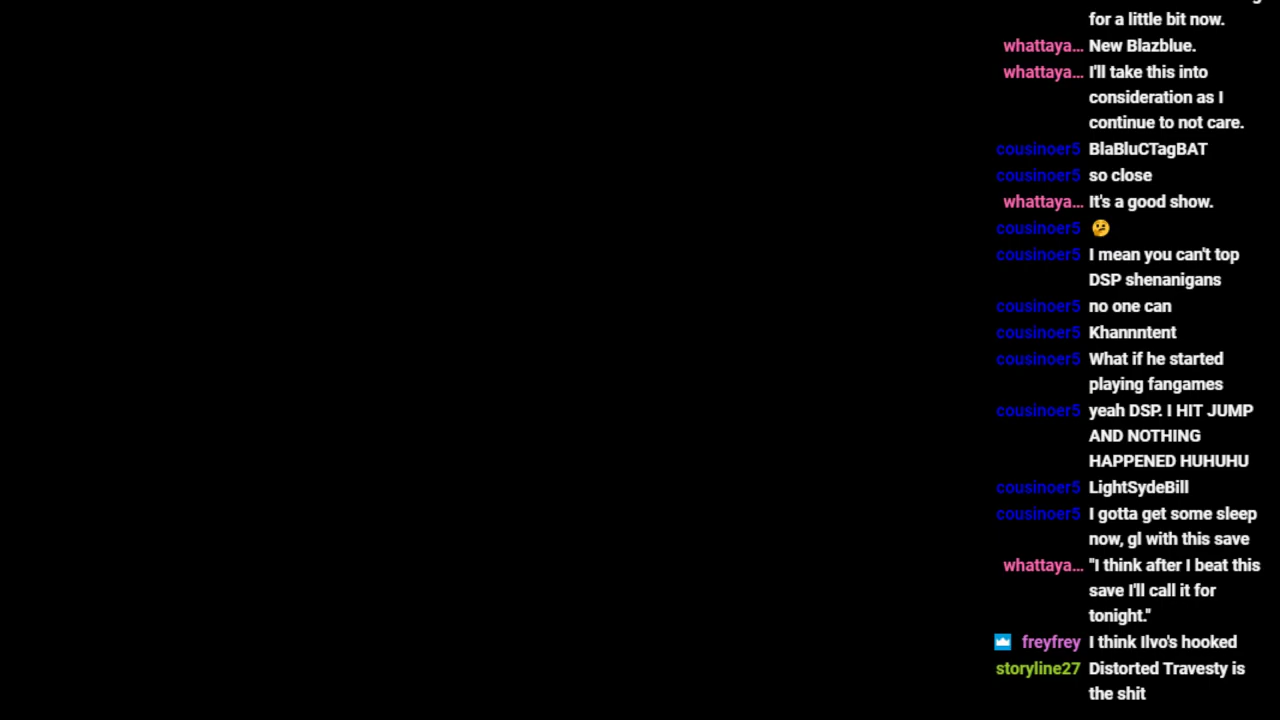 for a little bit now.
whattaya… New Blazblue.
whattaya… I'll take this into
consideration as I
continue to not care.
cousinoer5 BlaBluCTagBAT
cousinoer5 so close
whattaya… It's a good show.
cousinoer5 🤔
cousinoer5 I mean you can't top
DSP shenanigans
cousinoer5 no one can
cousinoer5 Khannntent
cousinoer5 What if he started
playing fangames
cousinoer5 yeah DSP. I HIT JUMP
AND NOTHING
HAPPENED HUHUHU
cousinoer5 LightSydeBill
cousinoer5 I gotta get some sleep
now, gl with this save
whattaya… "I think after I beat this
save I'll call it for
tonight."
freyfrey I think Ilvo's hooked
storyline27 Distorted Travesty is
the shit